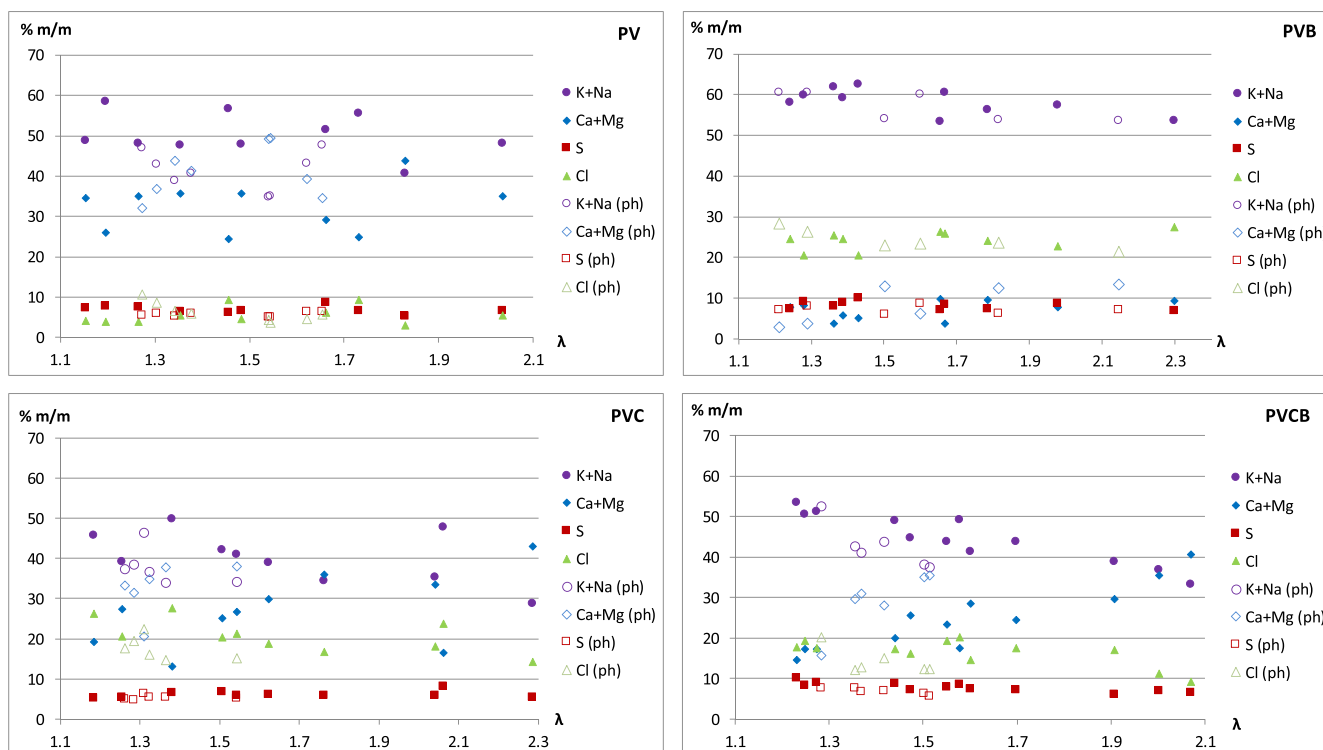 % m/m
PV
70
60
50
40
30
20
10
0
1.1
1.3
1.5
1.7
1.9
2.1
λ
K+Na
Ca+Mg
S
Cl
K+Na (ph)
Ca+Mg (ph)
S (ph)
Cl (ph)
% m/m
PVB
70
60
50
40
30
20
10
0
1.1
1.3
1.5
1.7
1.9
2.1
2.3
λ
K+Na
Ca+Mg
S
Cl
K+Na (ph)
Ca+Mg (ph
S (ph)
Cl (ph)
% m/m
PVC
70
60
50
40
30
20
10
0
1.1
1.3
1.5
1.7
1.9
2.1
2.3
λ
K+Na
Ca+Mg
S
Cl
K+Na (ph)
Ca+Mg (ph)
S (ph)
Cl (ph)
% m/m
PVCB
70
60
50
40
30
20
10
0
1.1
1.3
1.5
1.7
1.9
2.1
λ
K+Na
Ca+Mg
S
Cl
K+Na (ph)
Ca+Mg (ph)
S (ph)
Cl (ph)